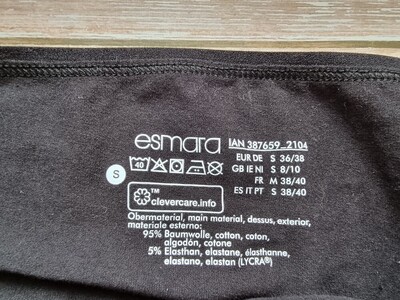 esmara
IAN 387659_2104
40
EUR DE S 36/38
GB IE NI S 8/10
FR M 38/40
ES IT PT S 38/40
S
™
clevercare.info
Obermaterial, main material, dessus, exterior,
materiale esterno:
95% Baumwolle, cotton, coton,
algodón, cotone
5% Elasthan, elastane, élasthanne,
elastano, elastan (LYCRA®)